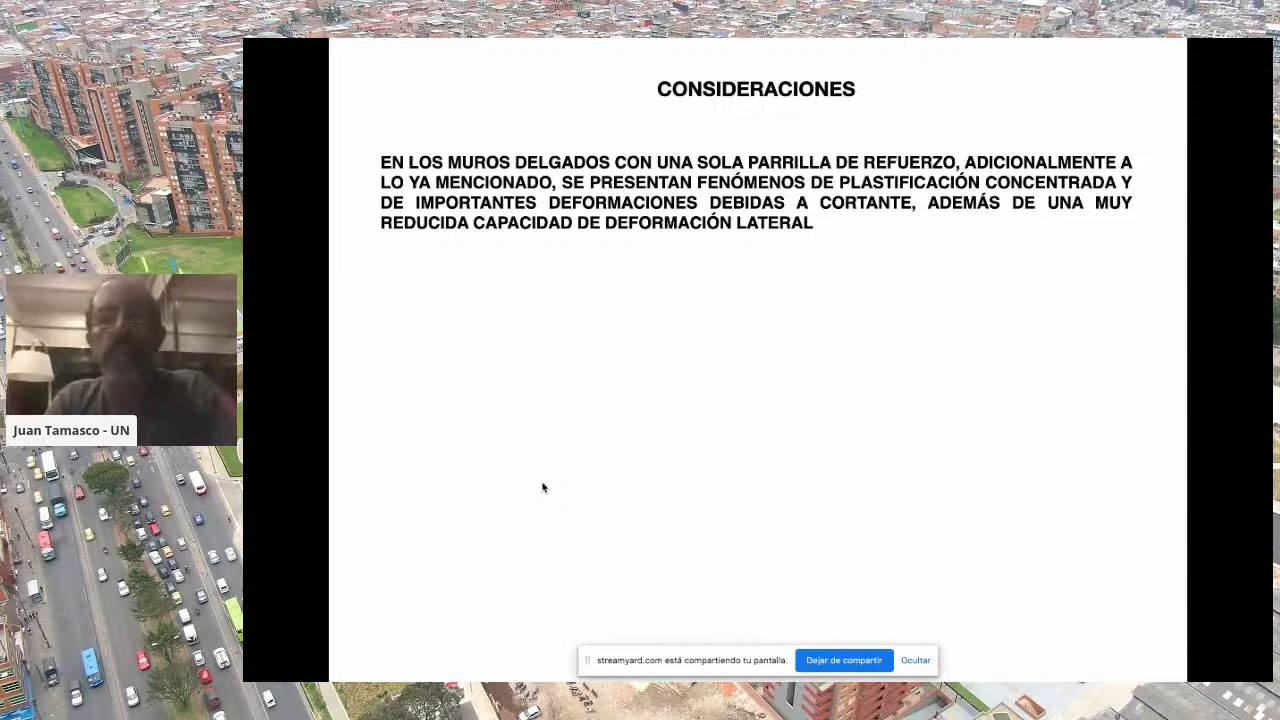 CONSIDERACIONES
EN LOS MUROS DELGADOS CON UNA SOLA PARRILLA DE REFUERZO, ADICIONALMENTE A
LO YA MENCIONADO, SE PRESENTAN FENÓMENOS DE PLASTIFICACIÓN CONCENTRADA Y
DE IMPORTANTES DEFORMACIONES DEBIDAS A CORTANTE, ADEMÁS DE UNA MUY
REDUCIDA CAPACIDAD DE DEFORMACIÓN LATERAL
Juan Tamasco - UN
streamyard.com está compartiendo tu pantalla.
Dejar de compartir
Ocultar